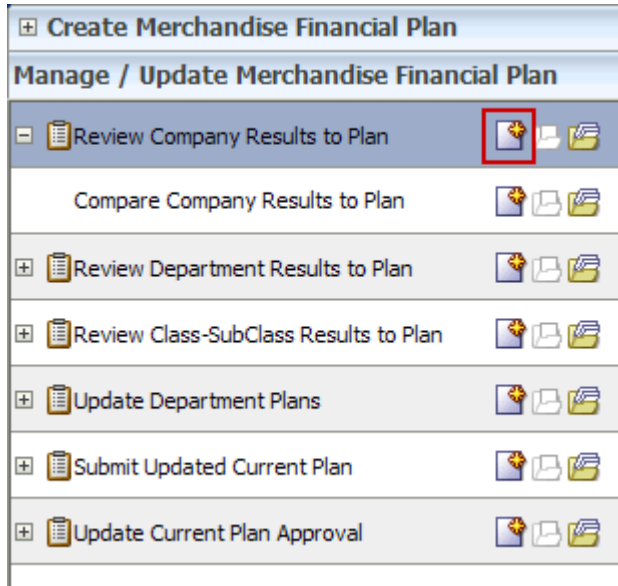 Create Merchandise Financial Plan
Manage / Update Merchandise Financial Plan
Review Company Results to Plan
Compare Company Results to Plan
Review Department Results to Plan
Review Class-SubClass Results to Plan
Update Department Plans
Submit Updated Current Plan
Update Current Plan Approval